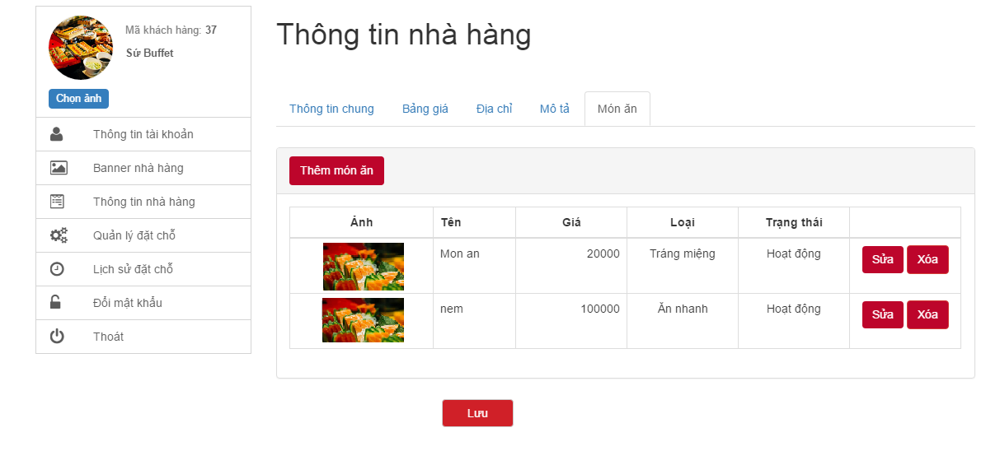 Mã khách hàng: 37
Sứ Buffet
Chọn ảnh
Thông tin tài khoản
Banner nhà hàng
Thông tin nhà hàng
Quản lý đặt chỗ
Lịch sử đặt chỗ
Đổi mật khẩu
Thoát
Thông tin nhà hàng
Thông tin chung Bảng giá Địa chỉ Mô tả Món ăn
Thêm món ăn
Ảnh Tên Giá Loại Trạng thái
Mon an 20000 Tráng miệng Hoạt động Sửa Xóa
nem 100000 Ăn nhanh Hoạt động Sửa Xóa
Lưu